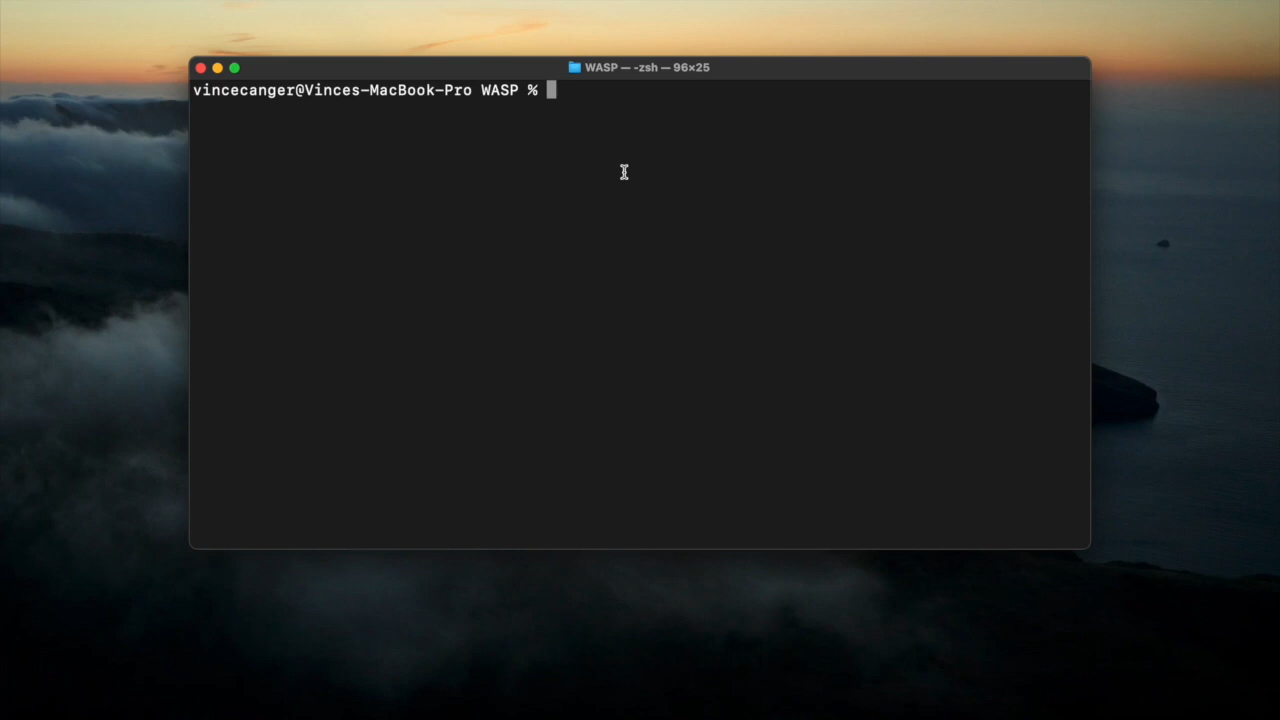 WASP — -zsh — 96×25
vincecanger@Vinces-MacBook-Pro WASP %